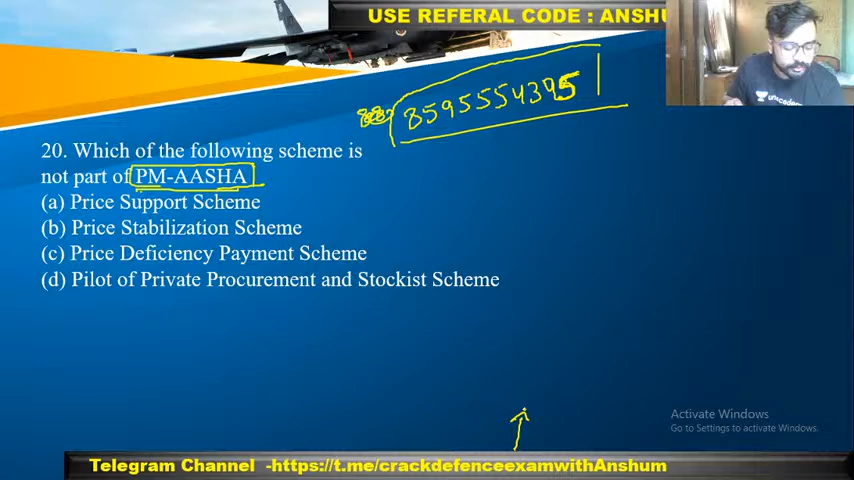 USE REFERAL CODE : ANSHU
8595554395
20. Which of the following scheme is
not part of PM-AASHA
(a) Price Support Scheme
(b) Price Stabilization Scheme
(c) Price Deficiency Payment Scheme
(d) Pilot of Private Procurement and Stockist Scheme
Activate Windows
Go to Settings to activate Windows.
Telegram Channel -https://t.me/crackdefenceexamwithAnshum